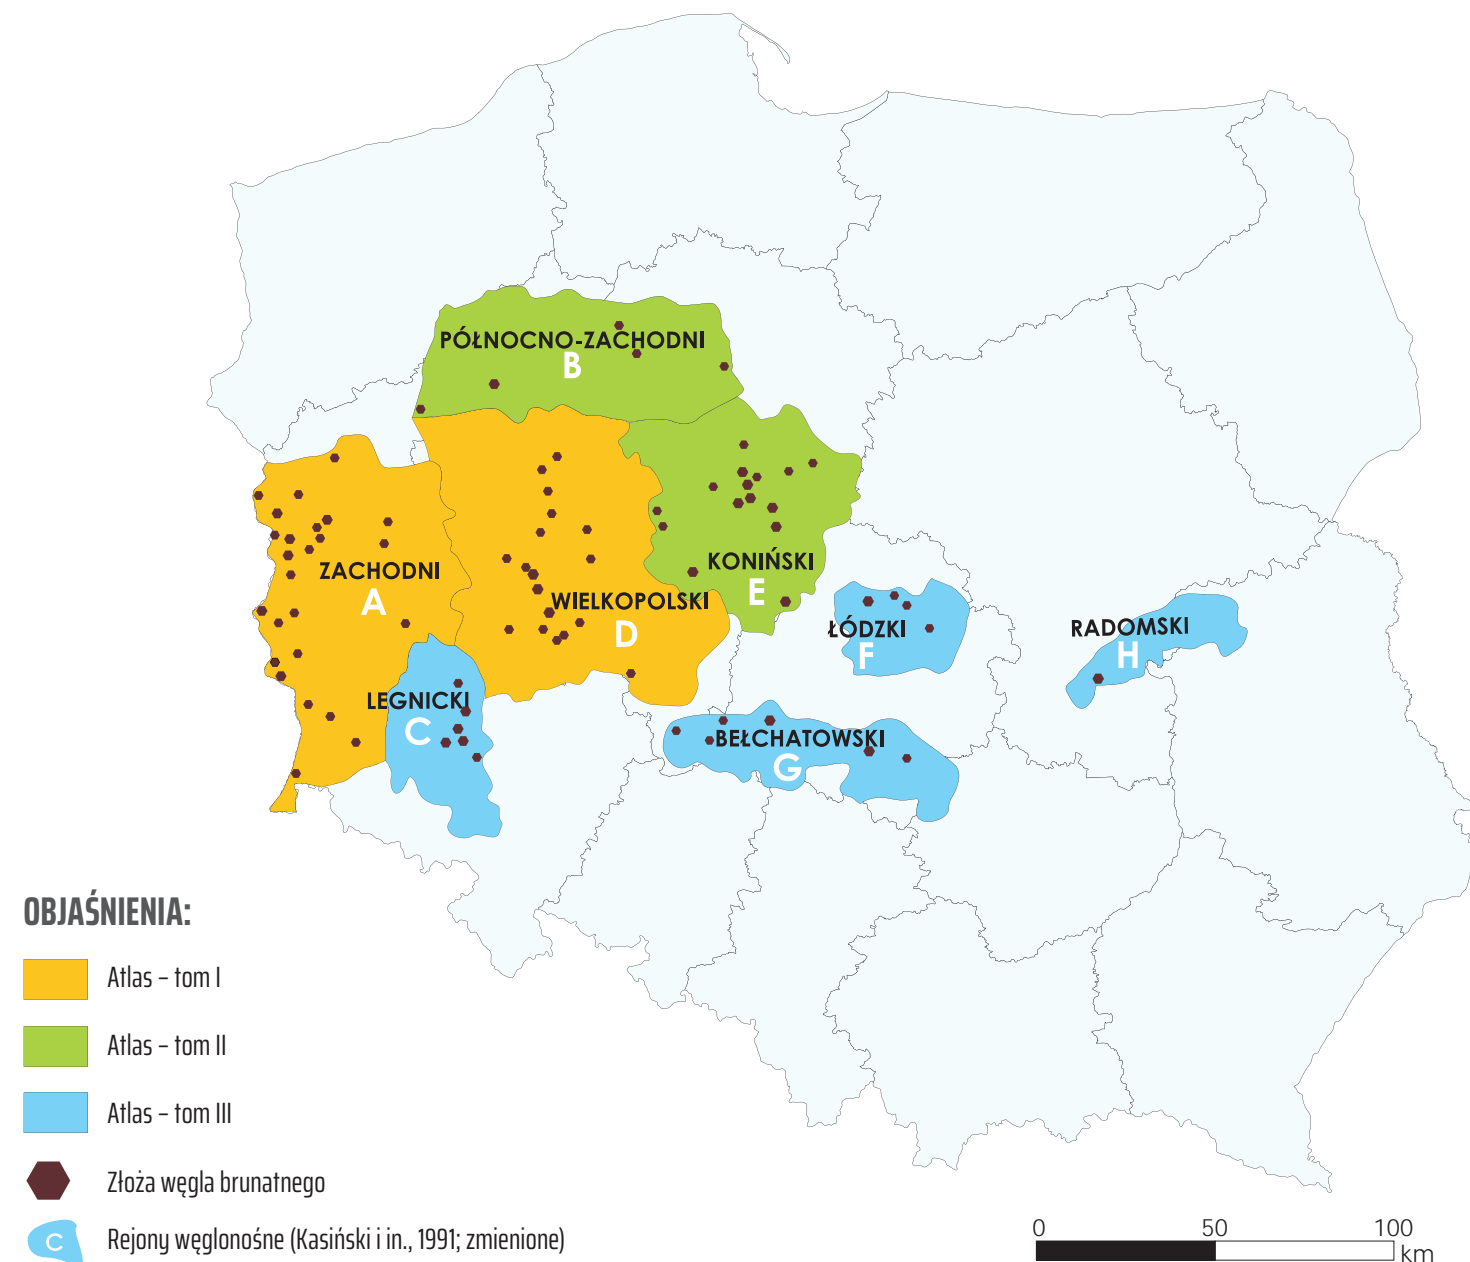 PÓŁNOCNO-ZACHODNI
B
ZACHODNI
A
KONIŃSKI
E
WIELKOPOLSKI
D
ŁÓDZKI
F
RADOMSKI
H
LEGNICKI
C
BEŁCHATOWSKI
G
OBJAŚNIENIA:
Atlas – tom I
Atlas – tom II
Atlas – tom III
Złoża węgla brunatnego
C Rejony węglonośne (Kasiński i in., 1991; zmienione)
0 50 100
km